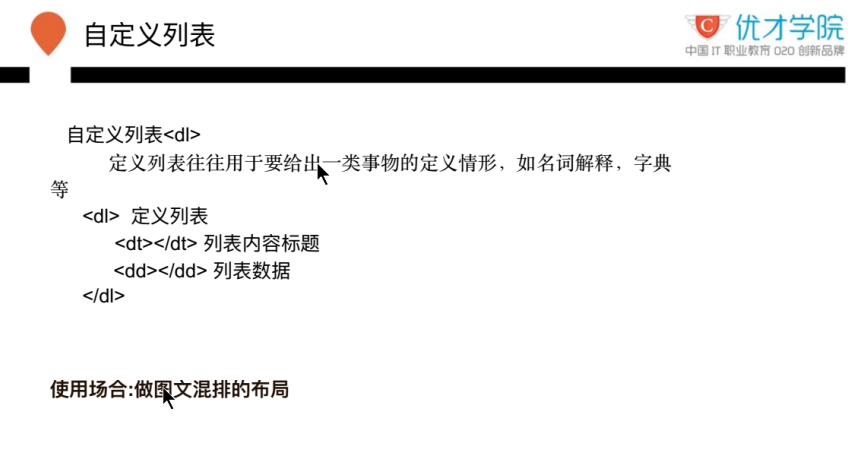 自定义列表
C 优才学院
中国 IT 职业教育 O2O 创新品牌
自定义列表<dl>
定义列表往往用于要给出一类事物的定义情形，如名词解释，字典
等
<dl> 定义列表
<dt></dt> 列表内容标题
<dd></dd> 列表数据
</dl>
使用场合:做图文混排的布局